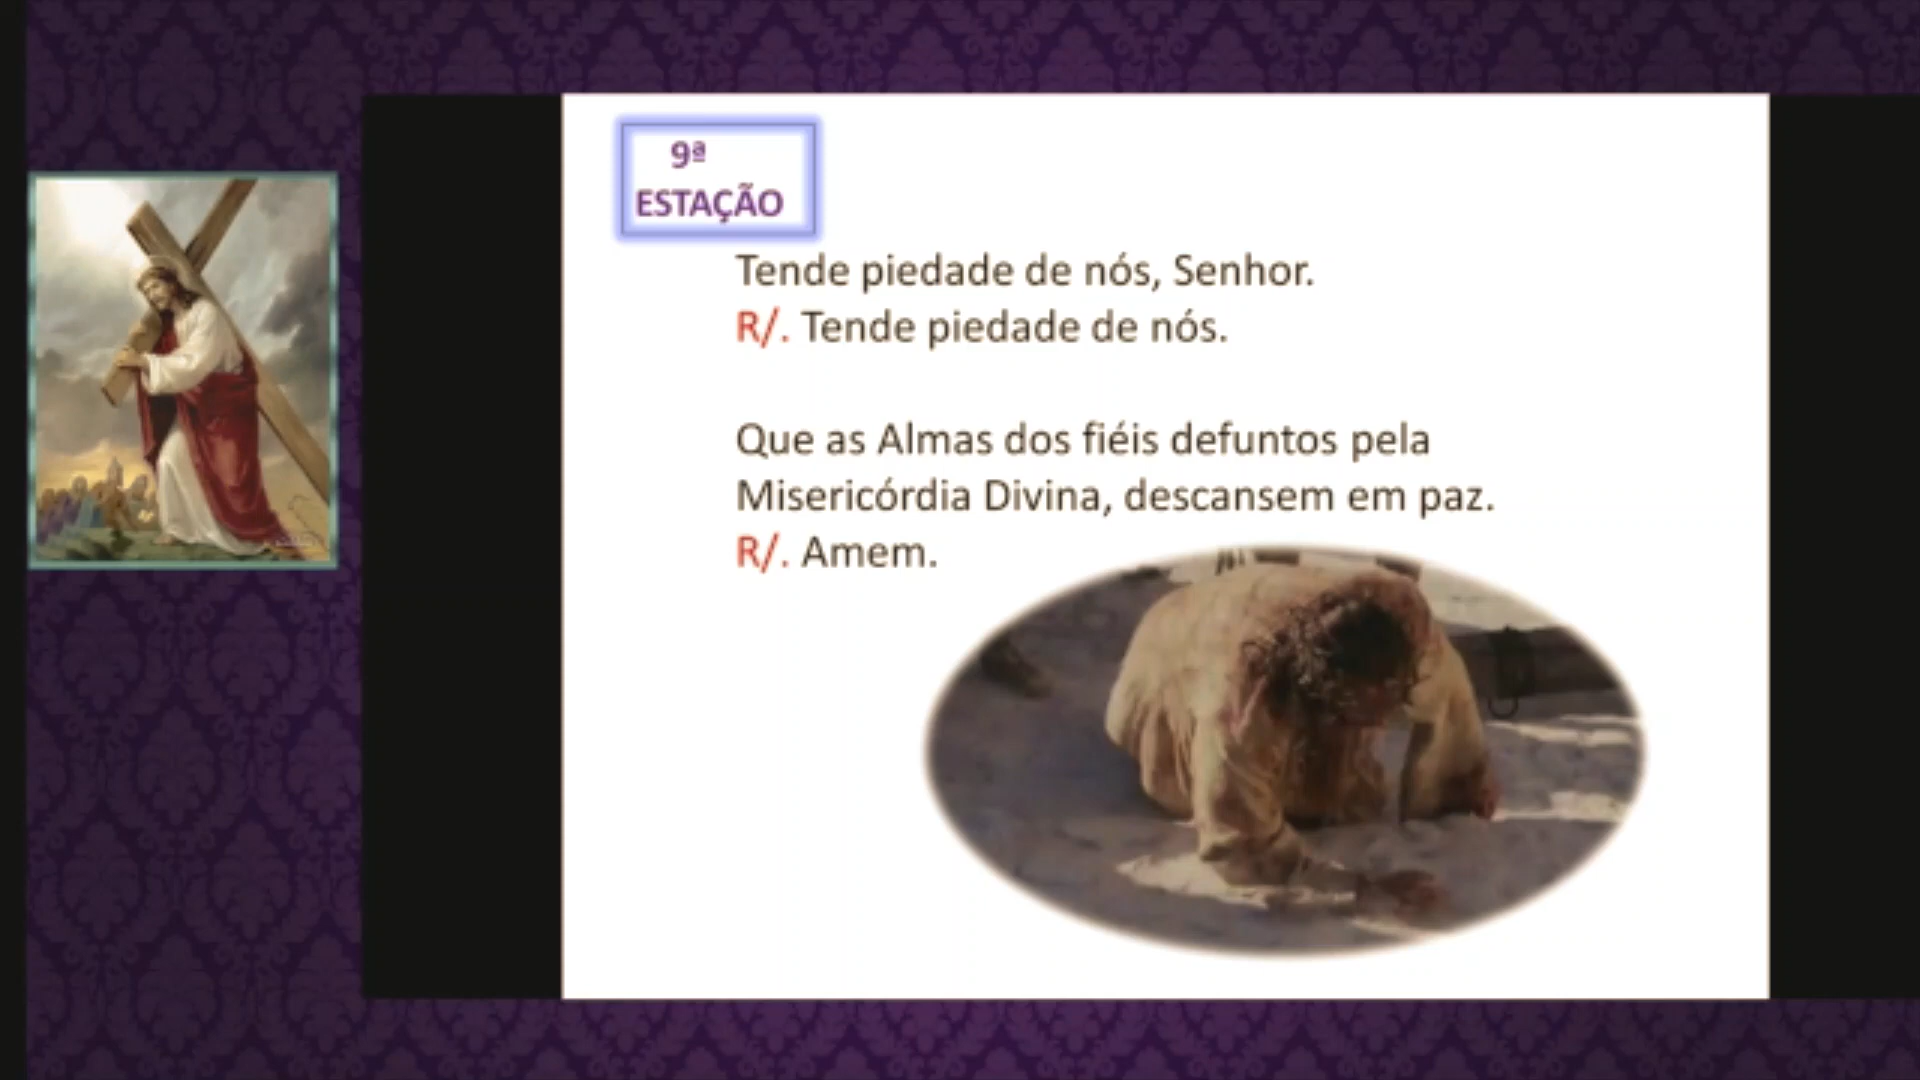 9ª
ESTAÇÃO
Tende piedade de nós, Senhor.
R/. Tende piedade de nós.
Que as Almas dos fiéis defuntos pela
Misericórdia Divina, descansem em paz.
R/. Amem.